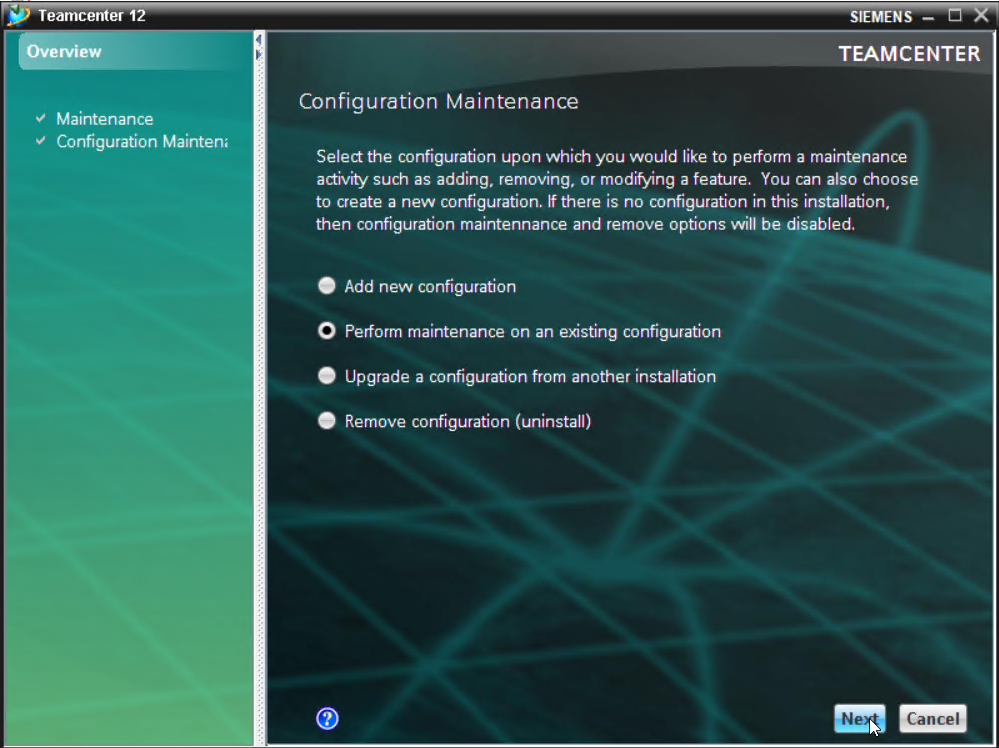 Teamcenter 12
SIEMENS
Overview
TEAMCENTER
Maintenance
Configuration Maintena
Configuration Maintenance
Select the configuration upon which you would like to perform a maintenance
activity such as adding, removing, or modifying a feature. You can also choose
to create a new configuration. If there is no configuration in this installation,
then configuration maintennance and remove options will be disabled.
Add new configuration
Perform maintenance on an existing configuration
Upgrade a configuration from another installation
Remove configuration (uninstall)
?
Next
Cancel